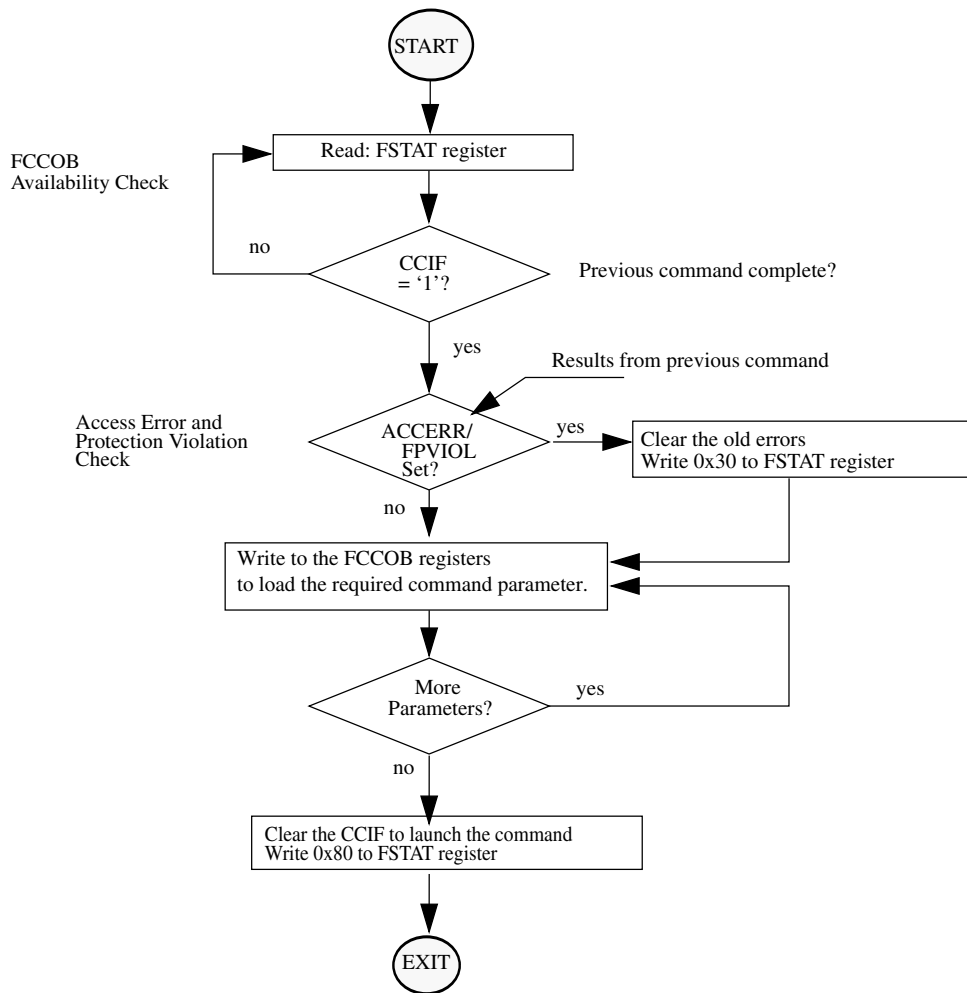 START
Read: FSTAT register
FCCOB
Availability Check
no
CCIF
= ‘1’?
Previous command complete?
yes
Results from previous command
Access Error and
Protection Violation
Check
ACCERR/
FPVIOL
Set?
yes
Clear the old errors
Write 0x30 to FSTAT register
no
Write to the FCCOB registers
to load the required command parameter.
More
Parameters?
yes
no
Clear the CCIF to launch the command
Write 0x80 to FSTAT register
EXIT